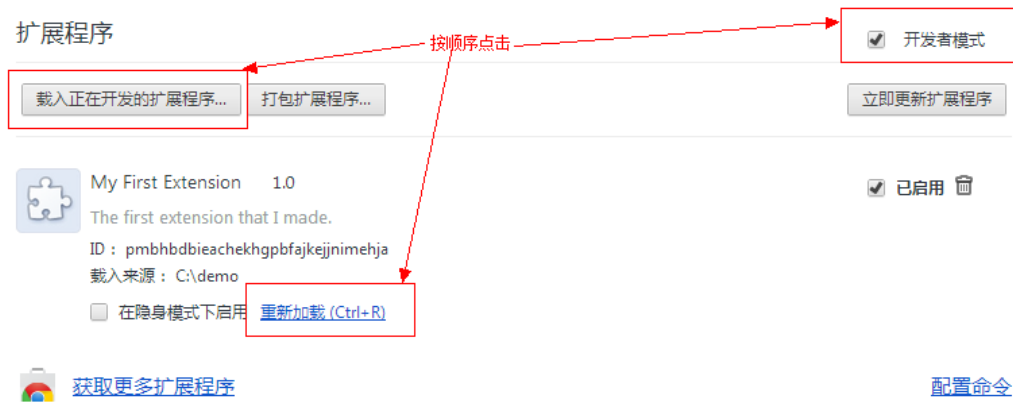 扩展程序
按顺序点击
开发者模式
载入正在开发的扩展程序...
打包扩展程序...
立即更新扩展程序
My First Extension 1.0
已启用
The first extension that I made.
ID： pmbhbdbieachekhgpbfajkejjnimehja
载入来源： C:\demo
在隐身模式下启用
重新加载 (Ctrl+R)
获取更多扩展程序
配置命令